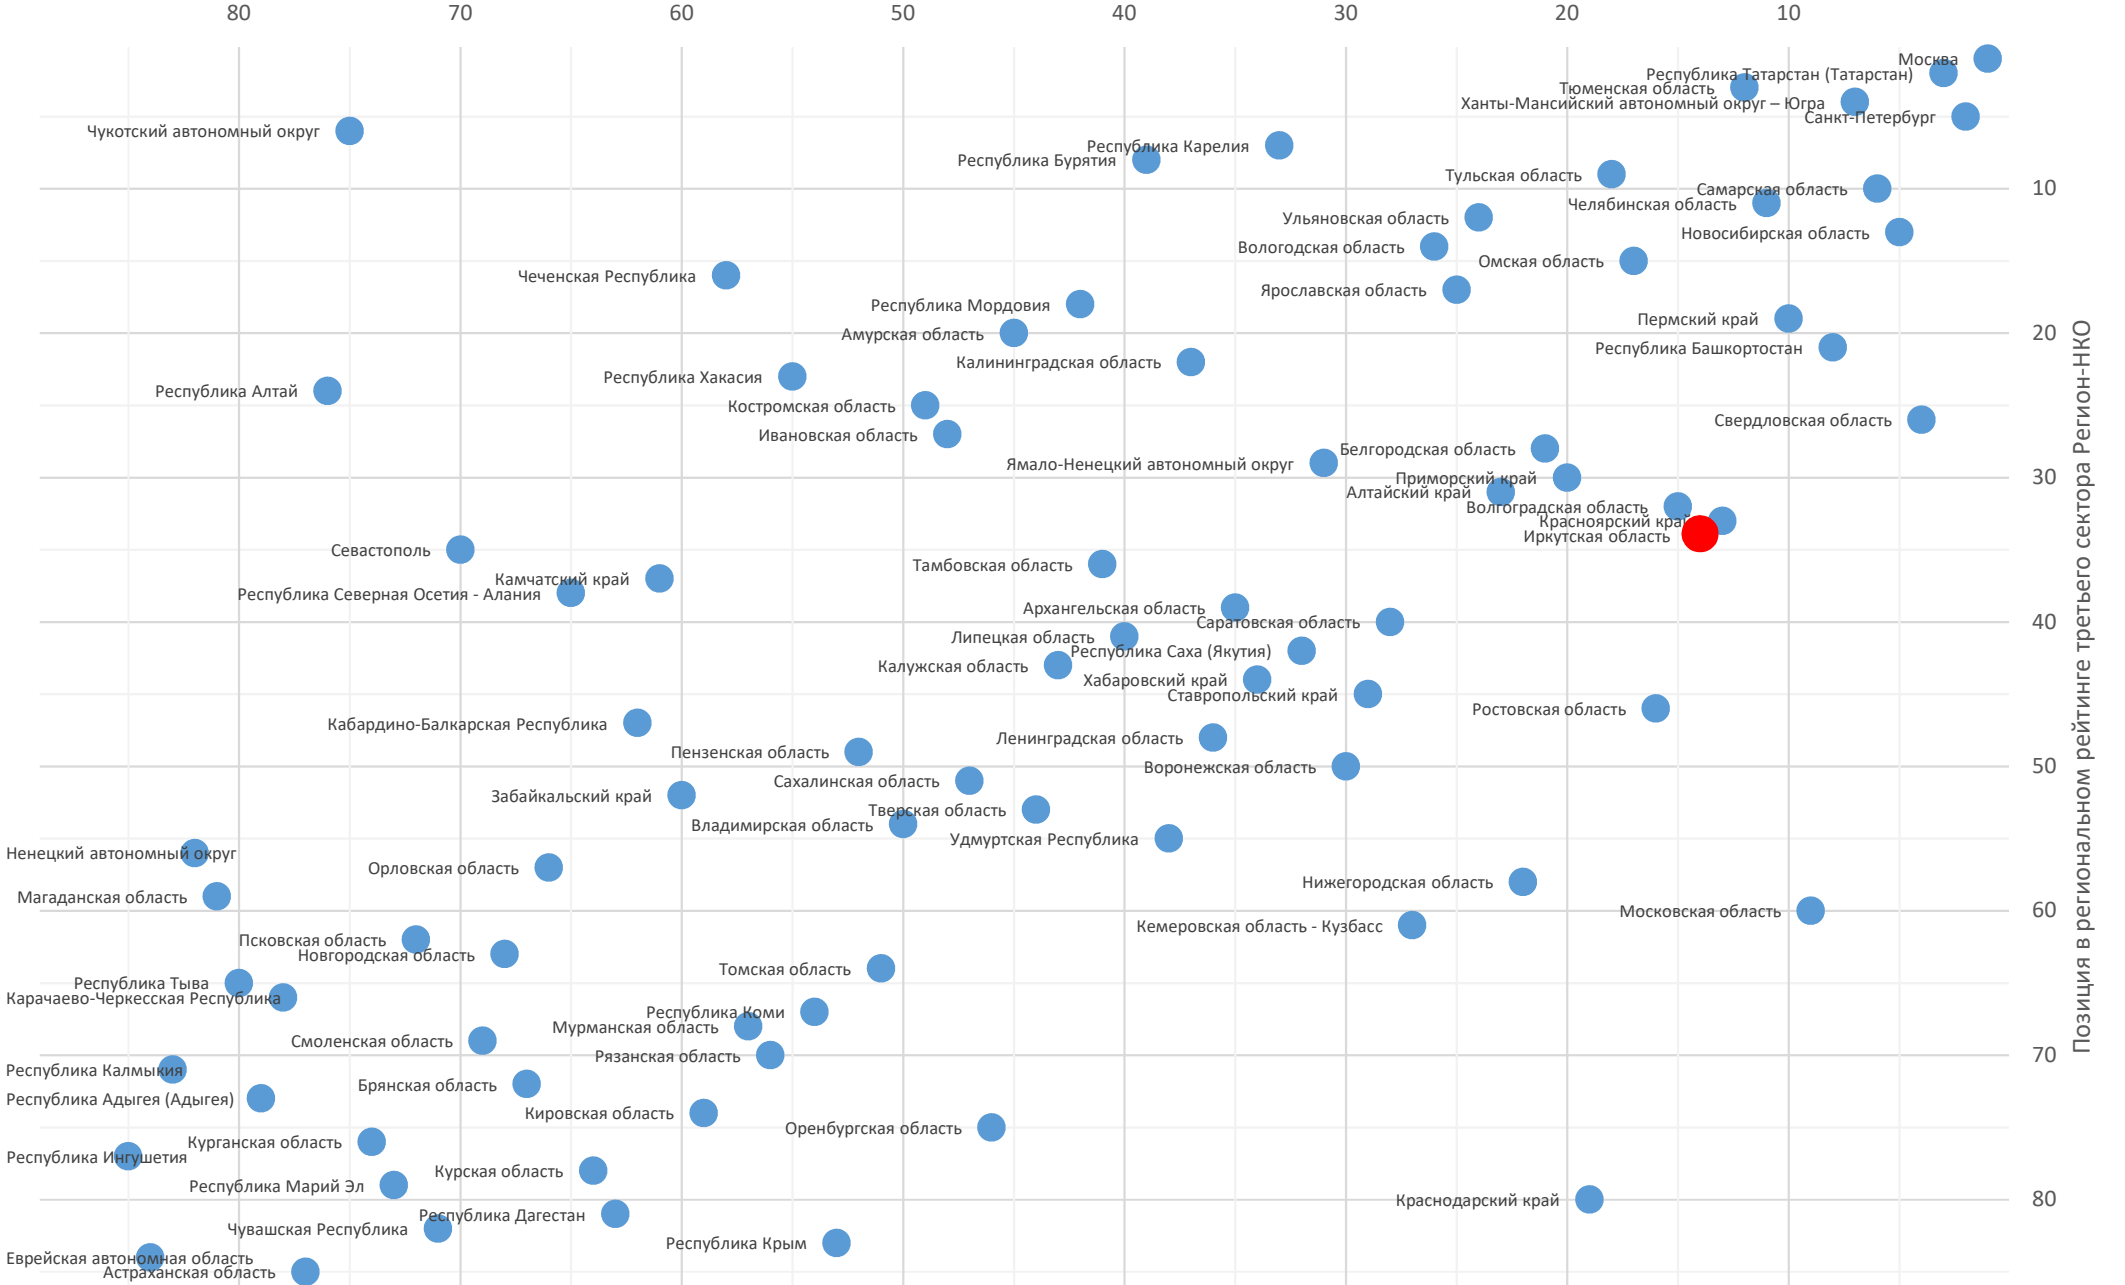 80 70 60 50 40 30 20 10
Москва
Республика Татарстан (Татарстан)
Тюменская область
Ханты-Мансийский автономный округ – Югра
Санкт-Петербург
Чукотский автономный округ
Республика Карелия
Республика Бурятия
Тульская область
Самарская область
10
Челябинская область
Ульяновская область
Новосибирская область
Вологодская область
Омская область
Чеченская Республика
Ярославская область
Республика Мордовия
Пермский край
Амурская область
20
Республика Башкортостан
Калининградская область
Республика Хакасия
Республика Алтай
Костромская область
Свердловская область
Ивановская область
Белгородская область
Ямало-Ненецкий автономный округ
Приморский край
30
Алтайский край
Волгоградская область
Красноярский край
Иркутская область
Севастополь
Тамбовская область
Камчатский край
Республика Северная Осетия - Алания
Архангельская область
Саратовская область
40
Липецкая область
Республика Саха (Якутия)
Калужская область
Хабаровский край
Ставропольский край
Ростовская область
Кабардино-Балкарская Республика
Ленинградская область
Пензенская область
Воронежская область
50
Сахалинская область
Забайкальский край
Тверская область
Владимирская область
Удмуртская Республика
Ненецкий автономный округ
Орловская область
Нижегородская область
Магаданская область
Московская область
60
Кемеровская область - Кузбасс
Псковская область
Новгородская область
Томская область
Республика Тыва
Карачаево-Черкесская Республика
Республика Коми
Мурманская область
Смоленская область
Рязанская область
70
Республика Калмыкия
Брянская область
Республика Адыгея (Адыгея)
Кировская область
Оренбургская область
Курганская область
Республика Ингушетия
Курская область
Республика Марий Эл
Краснодарский край
80
Республика Дагестан
Чувашская Республика
Республика Крым
Еврейская автономная область
Астраханская область
Позиция в региональном рейтинге третьего сектора Регион-НКО